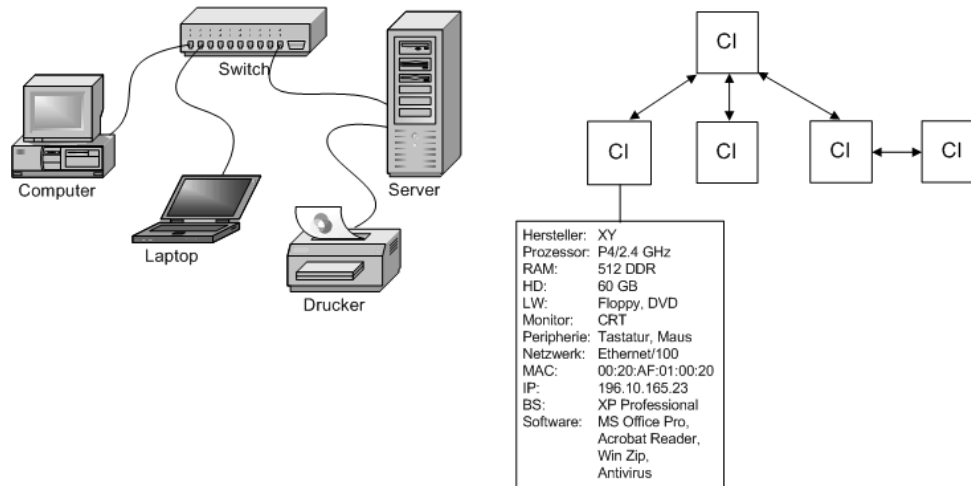 Switch
Computer
Laptop
Server
Drucker
CI
CI
CI
CI
CI
Hersteller: XY
Prozessor: P4/2.4 GHz
RAM: 512 DDR
HD: 60 GB
LW: Floppy, DVD
Monitor: CRT
Peripherie: Tastatur, Maus
Netzwerk: Ethernet/100
MAC: 00:20:AF:01:00:20
IP: 196.10.165.23
BS: XP Professional
Software: MS Office Pro,
Acrobat Reader,
Win Zip,
Antivirus